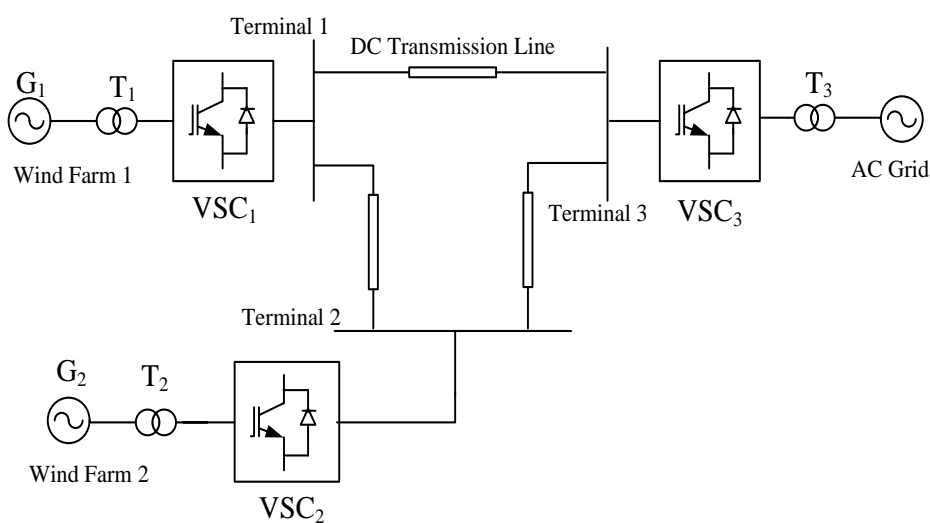 Terminal 1
DC Transmission Line
G₁
T₁
T₃
Wind Farm 1
AC Grid
VSC₁
Terminal 3
VSC₃
Terminal 2
G₂
T₂
Wind Farm 2
VSC₂